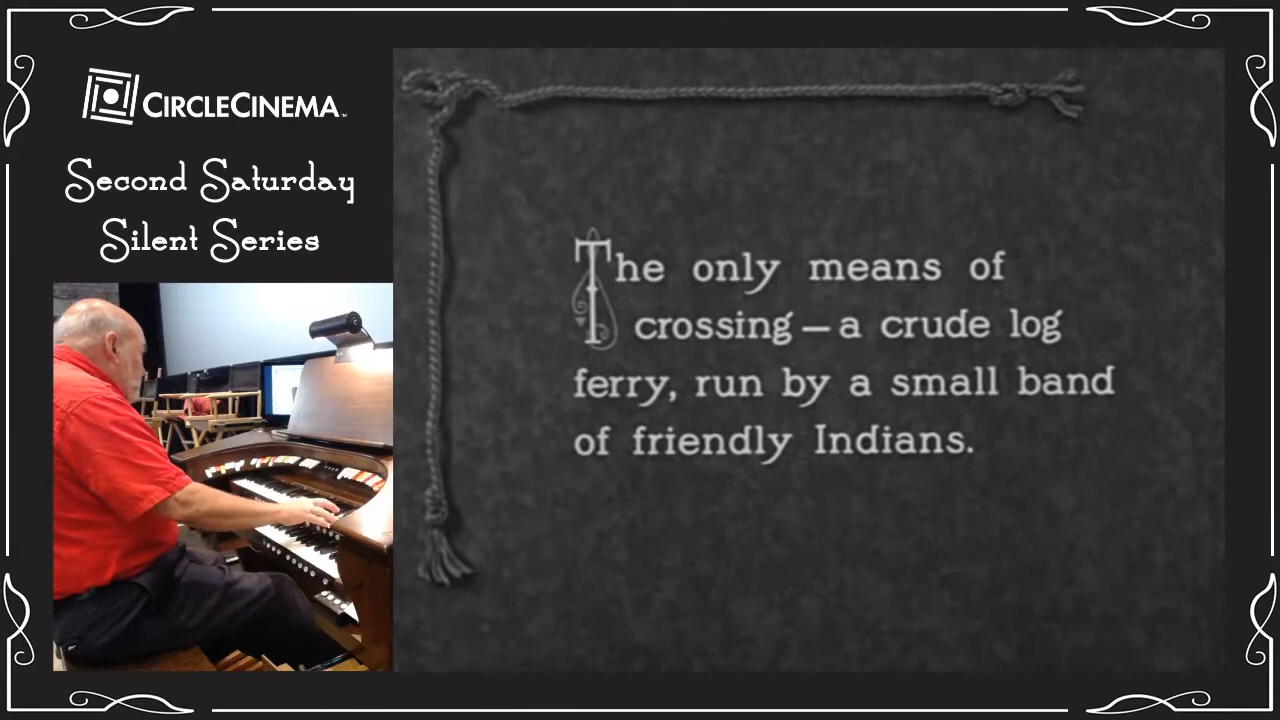 CIRCLECINEMA™
Second Saturday
Silent Series
The only means of
crossing — a crude log
ferry, run by a small band
of friendly Indians.